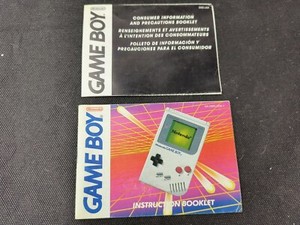 GAME BOY
CONSUMER INFORMATION
AND PRECAUTIONS BOOKLET
RENSEIGNEMENTS ET AVERTISSEMENTS
À L'INTENTION DES CONSOMMATEURS
FOLLETO DE INFORMACIÓN Y
PRECAUCIONES PARA EL CONSUMIDOR
GAME BOY
Nintendo
INSTRUCTION BOOKLET